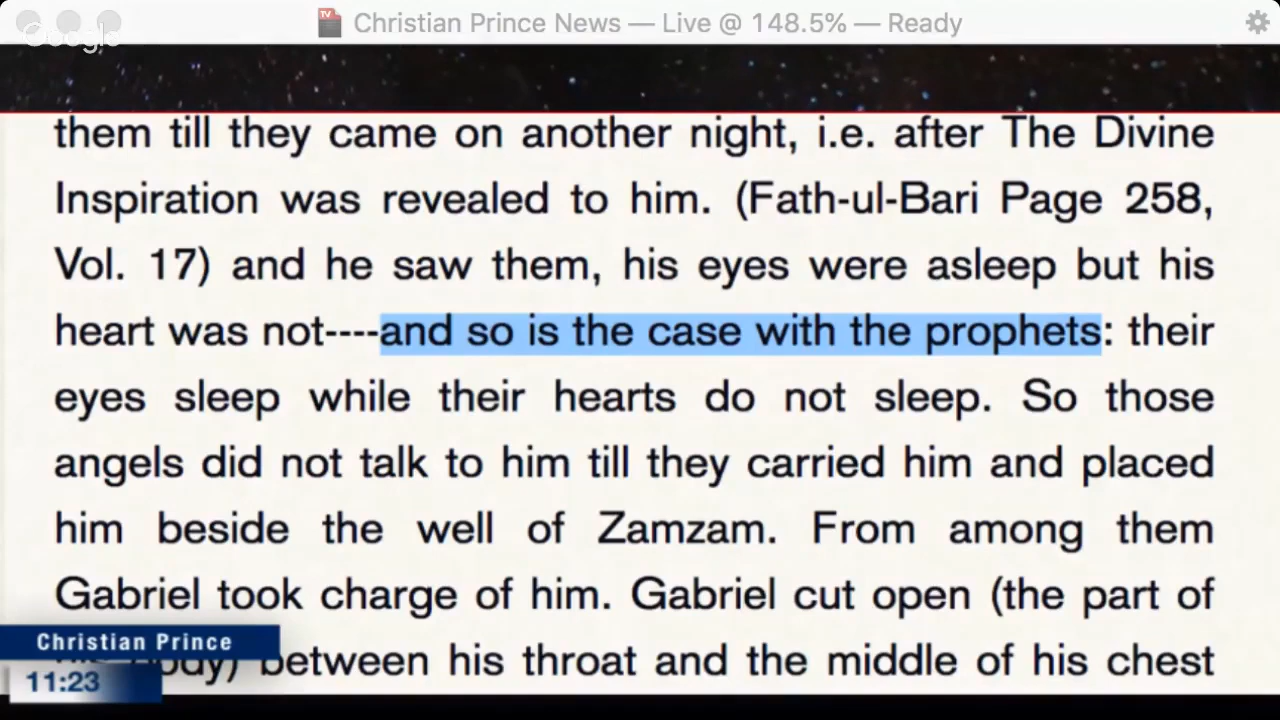 Christian Prince News — Live @ 148.5% — Ready
Google
them till they came on another night, i.e. after The Divine
Inspiration was revealed to him. (Fath-ul-Bari Page 258,
Vol. 17) and he saw them, his eyes were asleep but his
heart was not----and so is the case with the prophets: their
eyes sleep while their hearts do not sleep. So those
angels did not talk to him till they carried him and placed
him beside the well of Zamzam. From among them
Gabriel took charge of him. Gabriel cut open (the part of
his body) between his throat and the middle of his chest
Christian Prince
11:23